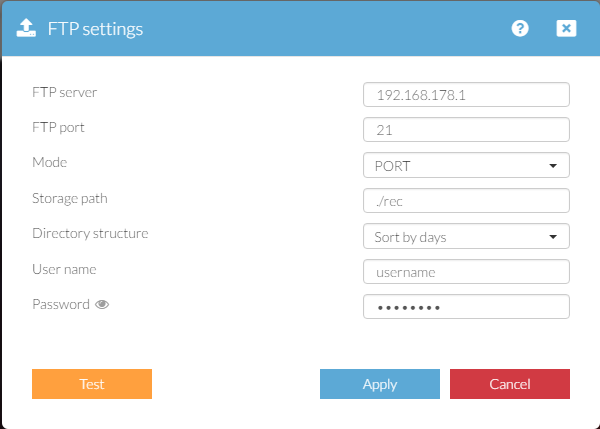 FTP settings
FTP server 192.168.178.1
FTP port 21
Mode PORT
Storage path ./rec
Directory structure Sort by days
User name username
Password ••••••••
Test Apply Cancel